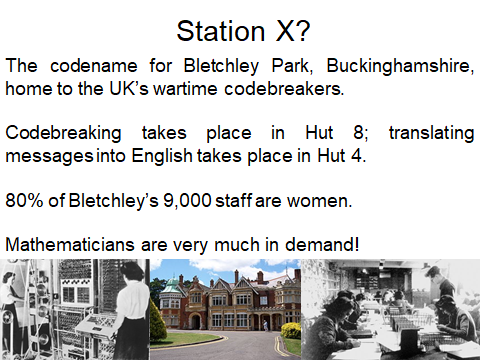 Station X?
The codename for Bletchley Park, Buckinghamshire,
home to the UK's wartime codebreakers.
Codebreaking takes place in Hut 8; translating
messages into English takes place in Hut 4.
80% of Bletchley's 9,000 staff are women.
Mathematicians are very much in demand!